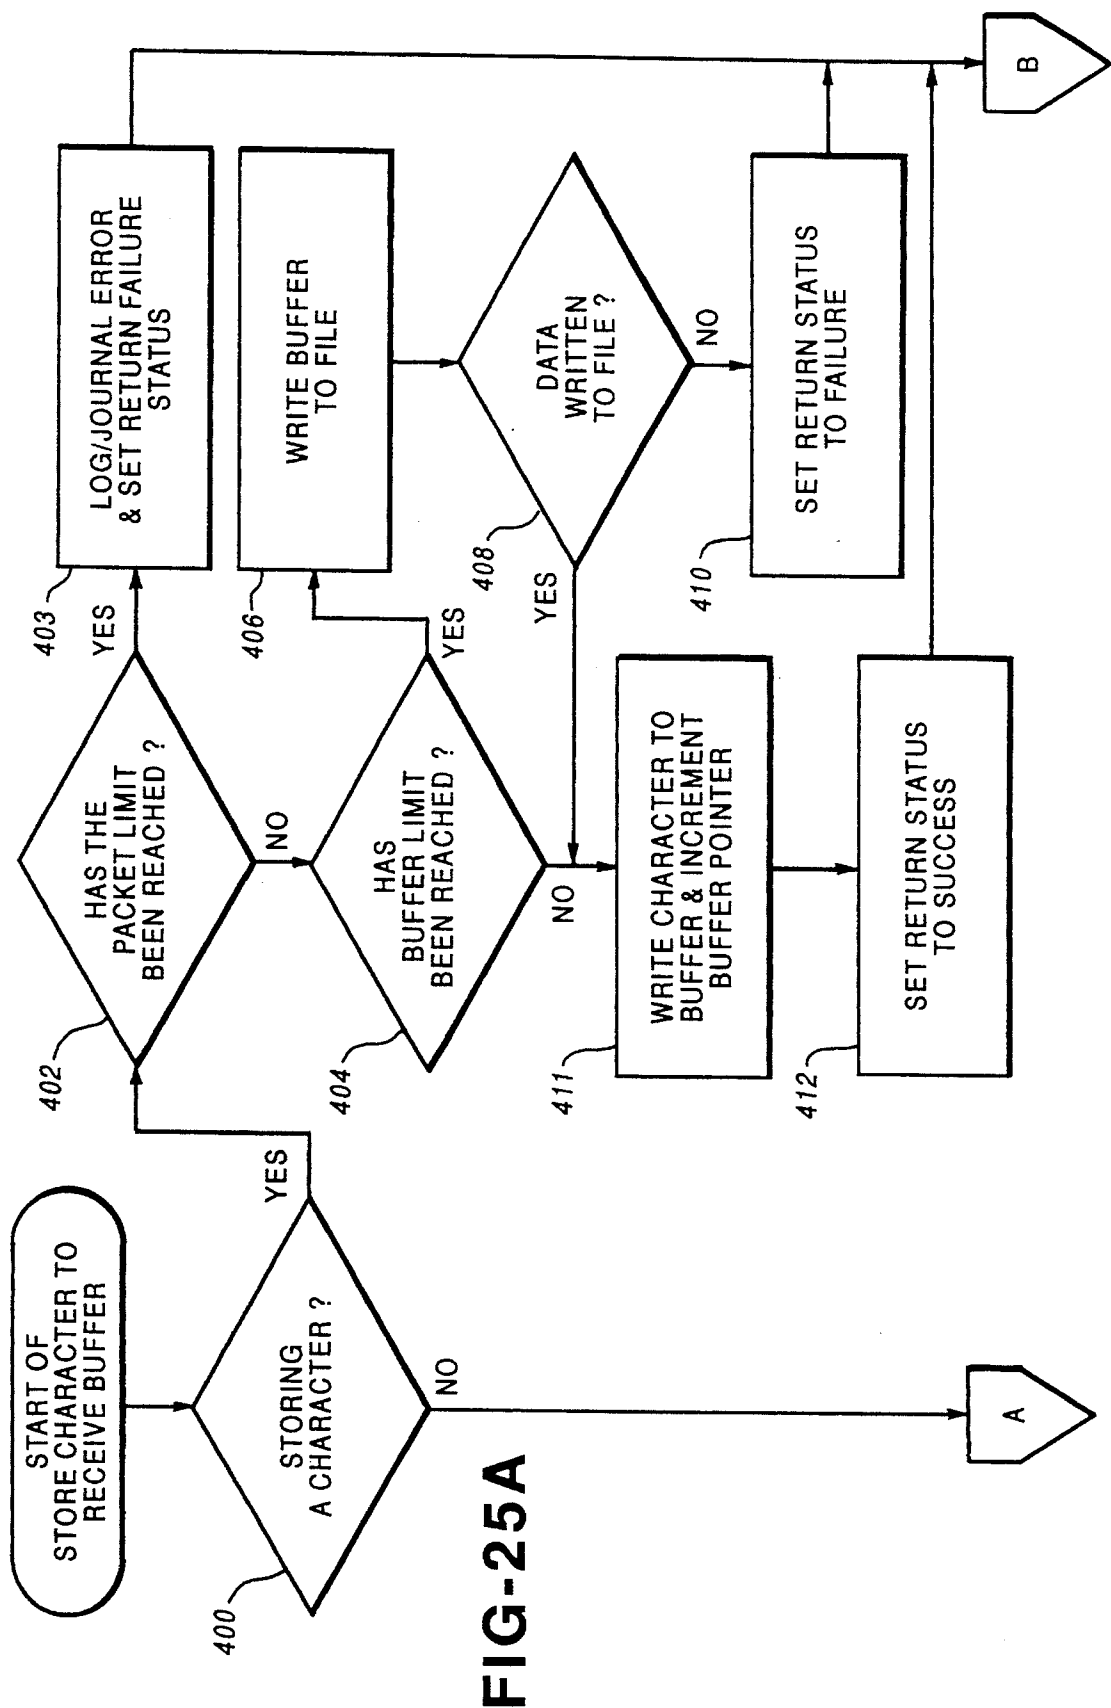 START OF
STORE CHARACTER TO
RECEIVE BUFFER
400
STORING
A CHARACTER ?
YES
NO
A
402
HAS THE
PACKET LIMIT
BEEN REACHED ?
YES
NO
403
LOG/JOURNAL ERROR
& SET RETURN FAILURE
STATUS
404
HAS
BUFFER LIMIT
BEEN REACHED ?
YES
NO
406
WRITE BUFFER
TO FILE
408
DATA
WRITTEN
TO FILE ?
YES
NO
410
SET RETURN STATUS
TO FAILURE
411
WRITE CHARACTER TO
BUFFER & INCREMENT
BUFFER POINTER
412
SET RETURN STATUS
TO SUCCESS
B
FIG-25A